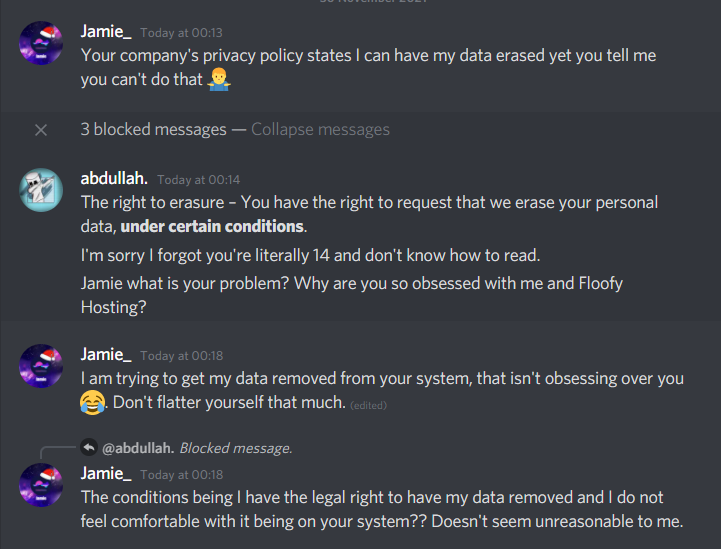 30 November 2021
Jamie_ Today at 00:13
Your company's privacy policy states I can have my data erased yet you tell me
you can't do that 🤷‍♂️
3 blocked messages — Collapse messages
abdullah. Today at 00:14
The right to erasure – You have the right to request that we erase your personal
data, under certain conditions.
I'm sorry I forgot you're literally 14 and don't know how to read.
Jamie what is your problem? Why are you so obsessed with me and Floofy
Hosting?
Jamie_ Today at 00:18
I am trying to get my data removed from your system, that isn't obsessing over you
😂. Don't flatter yourself that much. (edited)
@abdullah. Blocked message.
Jamie_ Today at 00:18
The conditions being I have the legal right to have my data removed and I do not
feel comfortable with it being on your system?? Doesn't seem unreasonable to me.